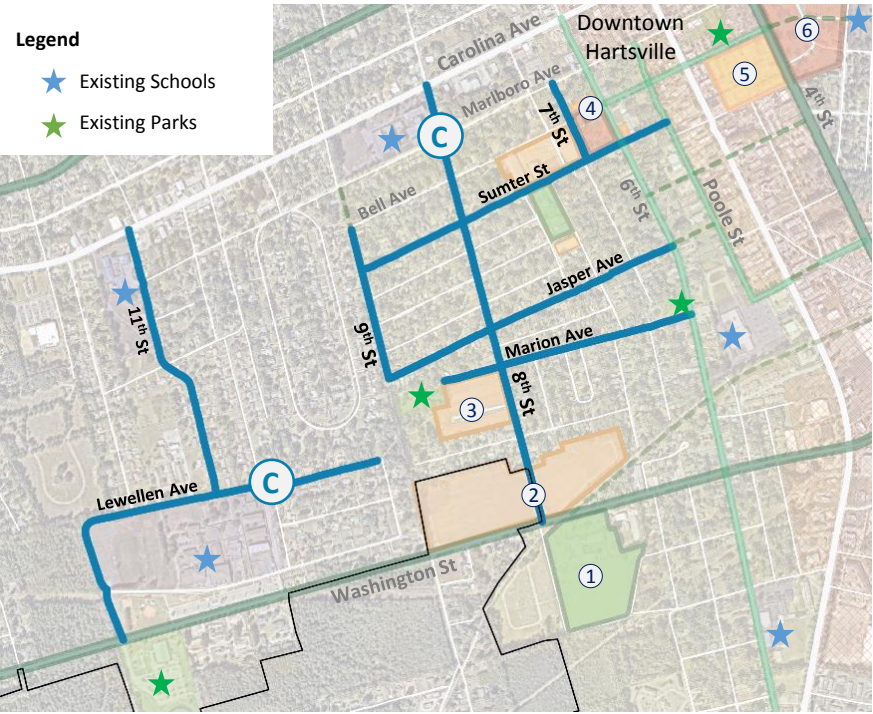 Legend
Existing Schools
Existing Parks
Downtown
Hartsville
Carolina Ave
Marlboro Ave
7th St
4th St
Bell Ave
Sumter St
6th St
Poole St
Jasper Ave
11th St
9th St
Marion Ave
8th St
Lewellen Ave
Washington St
C
C
1
2
3
4
5
6